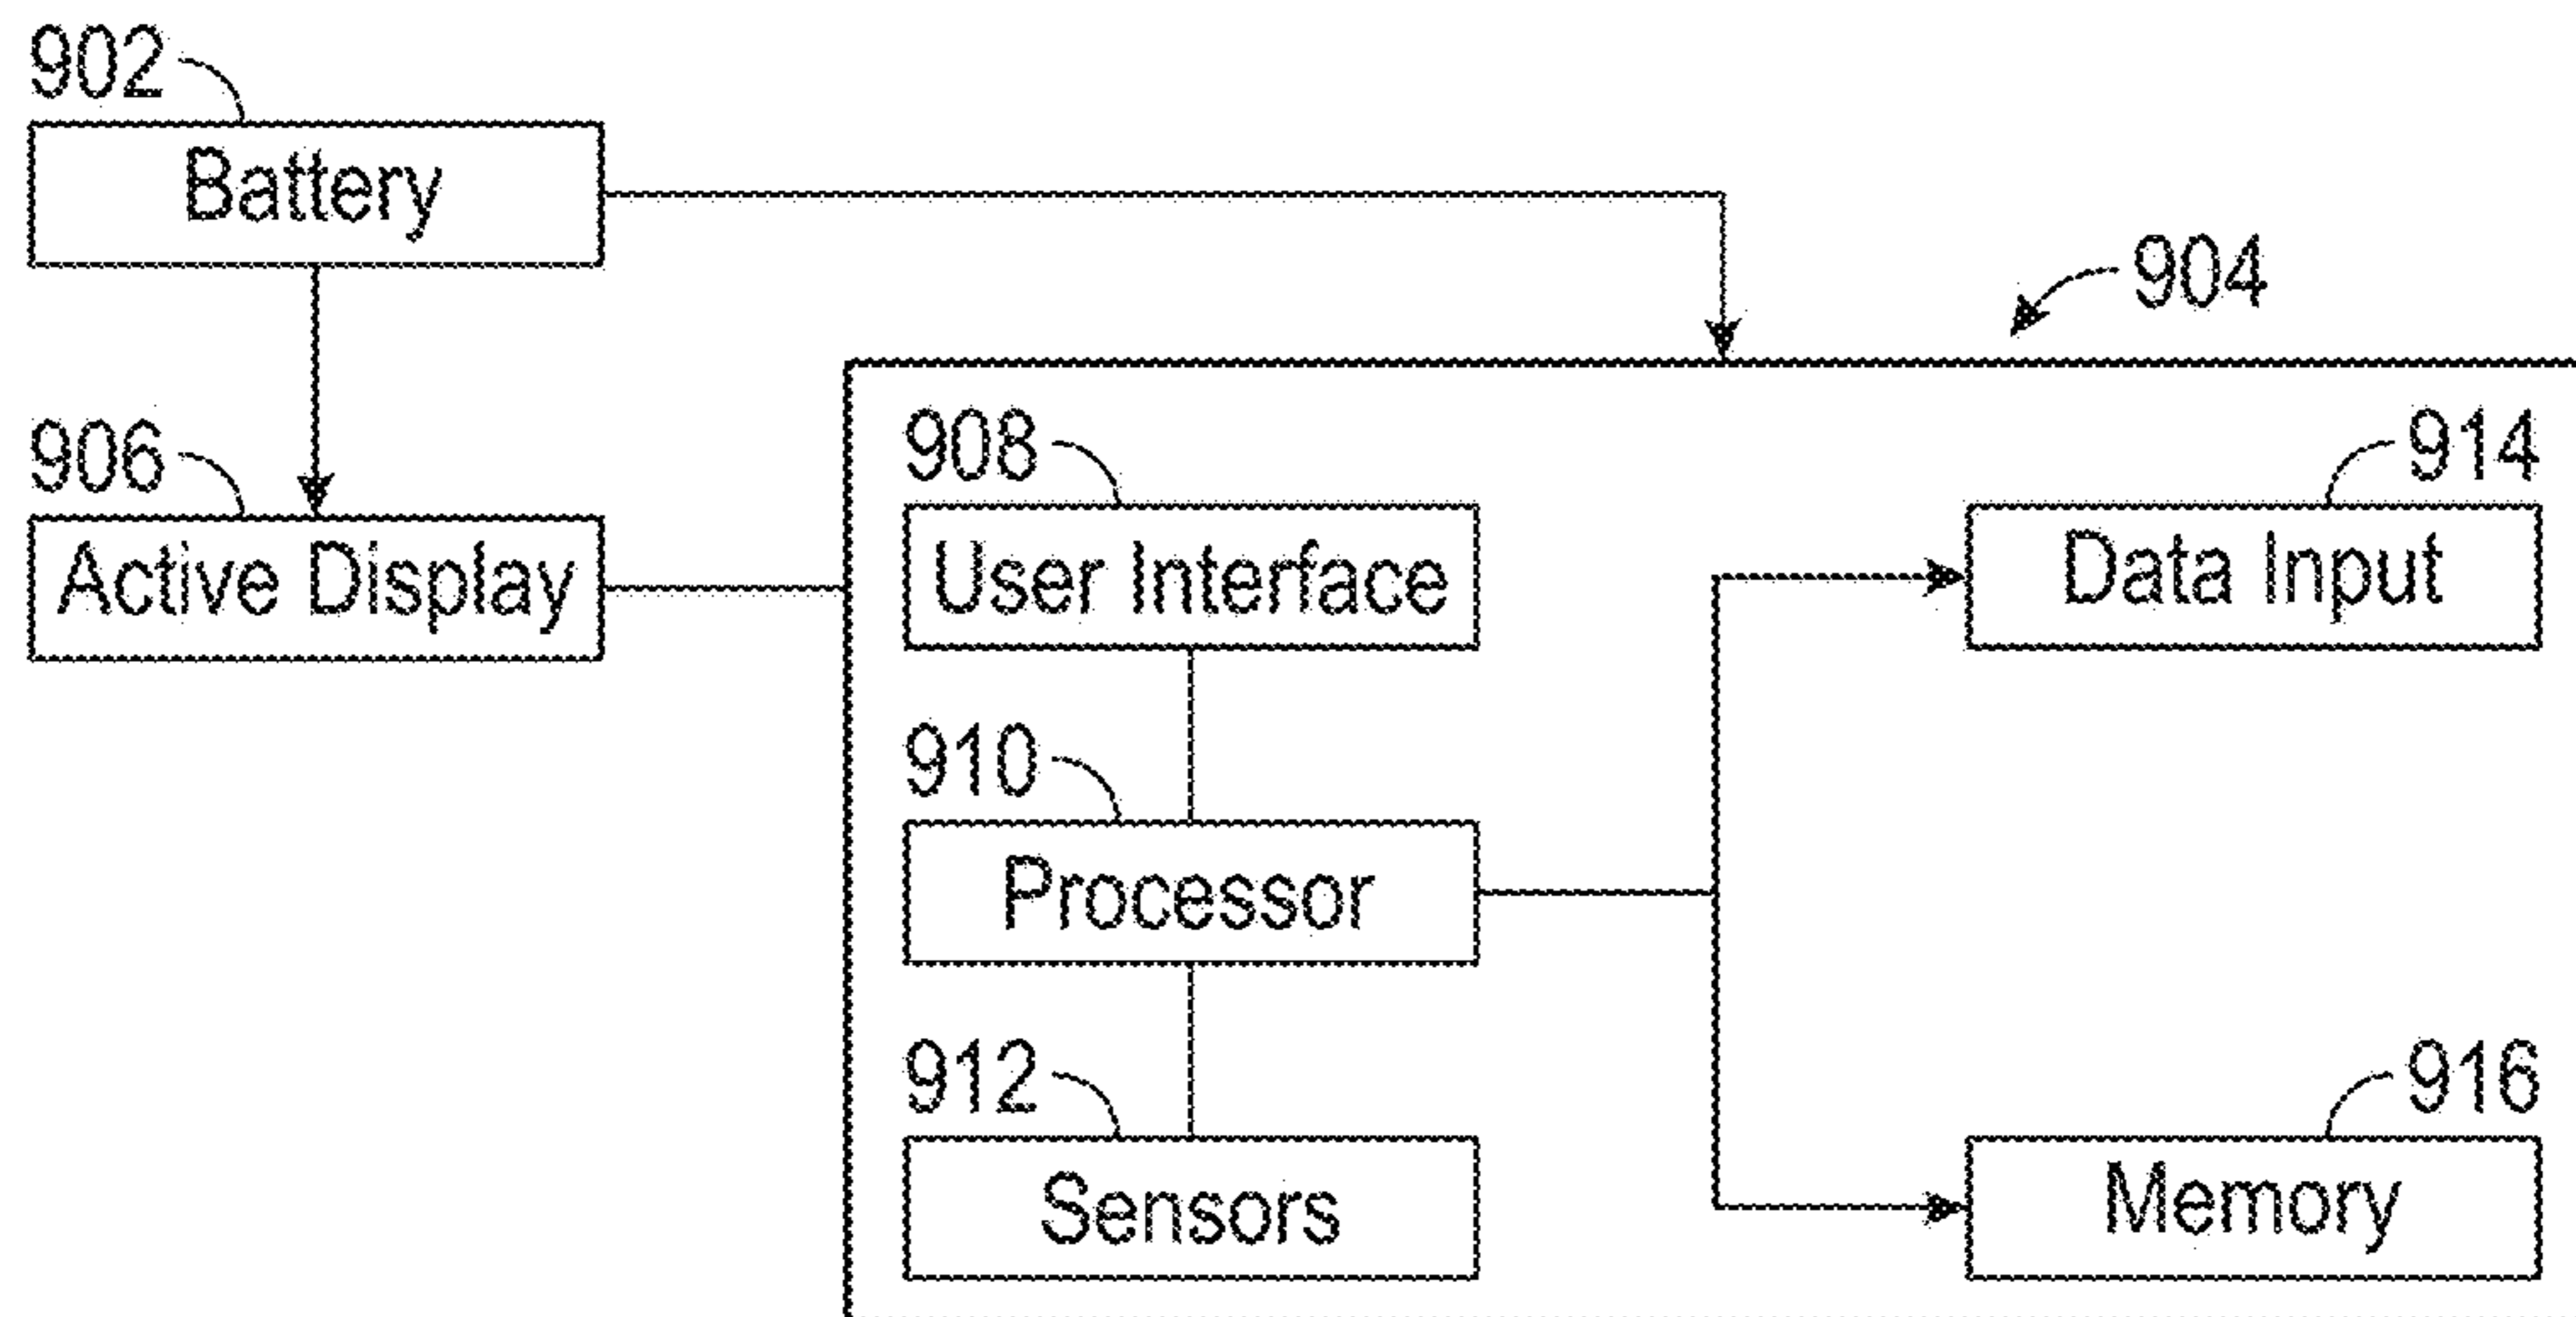 902
Battery
904
906
Active Display
908
User Interface
914
Data Input
910
Processor
912
Sensors
916
Memory